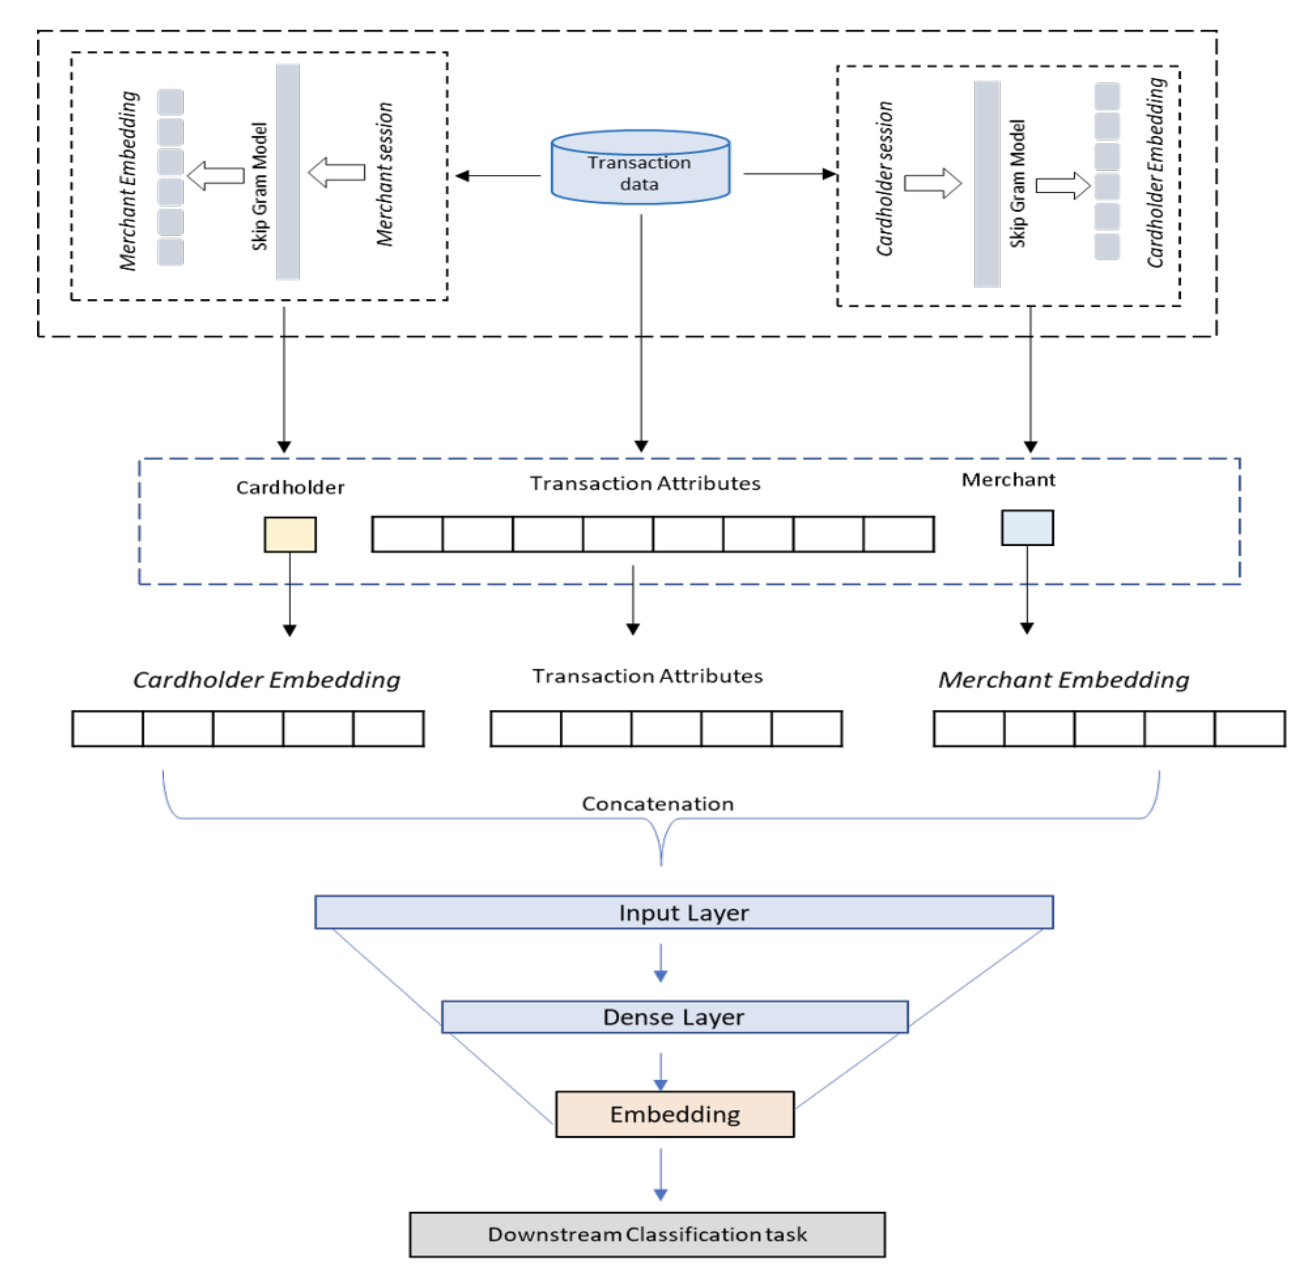 Merchant Embedding
Skip Gram Model
Merchant session
Transaction
data
Cardholder session
Skip Gram Model
Cardholder Embedding
Cardholder
Transaction Attributes
Merchant
Cardholder Embedding
Transaction Attributes
Merchant Embedding
Concatenation
Input Layer
Dense Layer
Embedding
Downstream Classification task